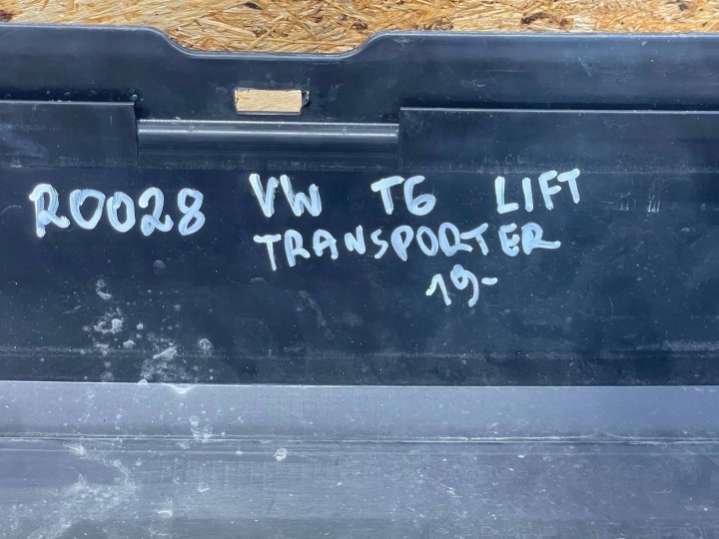 R0028 VW T6 LIFT
TRANSPORTER
19-